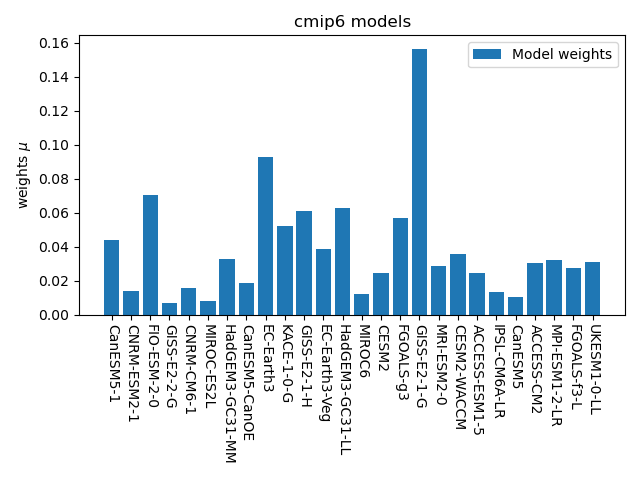 cmip6 models
Model weights
weights μ
0.16
0.14
0.12
0.10
0.08
0.06
0.04
0.02
0.00
CanESM5-1
CNRM-ESM2-1
FIO-ESM-2-0
GISS-E2-2-G
CNRM-CM6-1
MIROC-ES2L
HadGEM3-GC31-MM
CanESM5-CanOE
EC-Earth3
KACE-1-0-G
GISS-E2-1-H
EC-Earth3-Veg
HadGEM3-GC31-LL
MIROC6
CESM2
FGOALS-g3
GISS-E2-1-G
MRI-ESM2-0
CESM2-WACCM
ACCESS-ESM1-5
IPSL-CM6A-LR
CanESM5
ACCESS-CM2
MPI-ESM1-2-LR
FGOALS-f3-L
UKESM1-0-LL